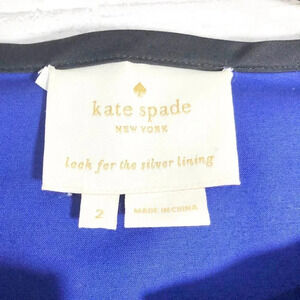 kate spade
NEW YORK
look for the silver lining
2
MADE IN CHINA